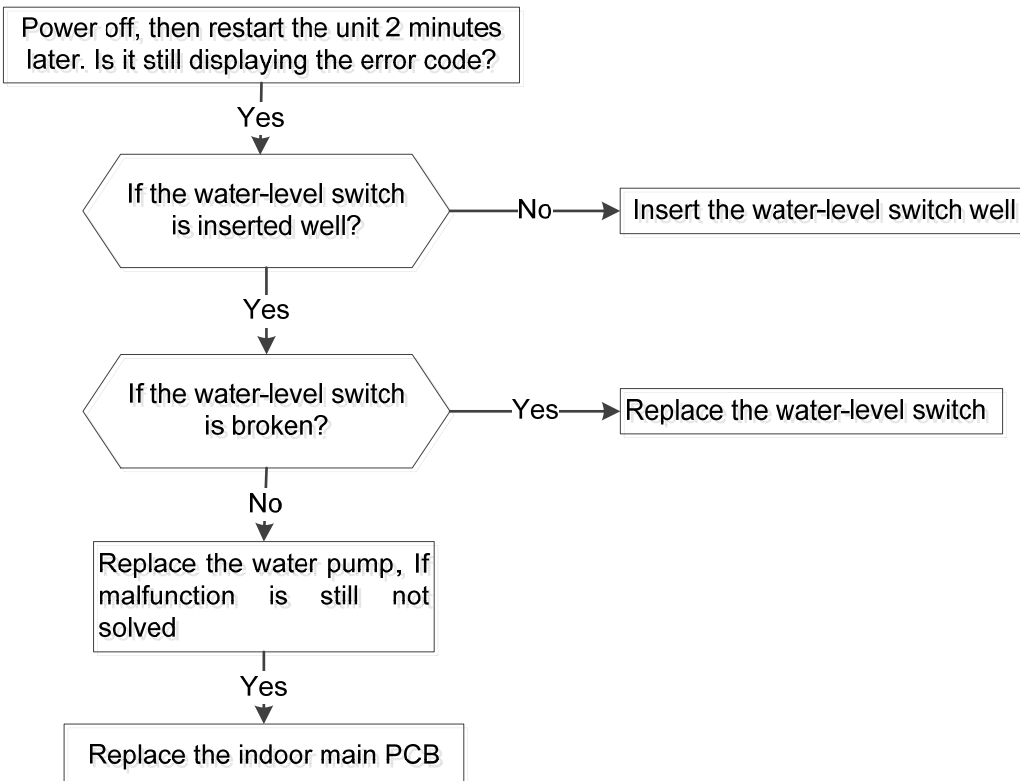 Power off, then restart the unit 2 minutes
later. Is it still displaying the error code?
Yes
If the water-level switch
is inserted well?
No
Insert the water-level switch well
Yes
If the water-level switch
is broken?
Yes
Replace the water-level switch
No
Replace the water pump, If
malfunction is still not
solved
Yes
Replace the indoor main PCB